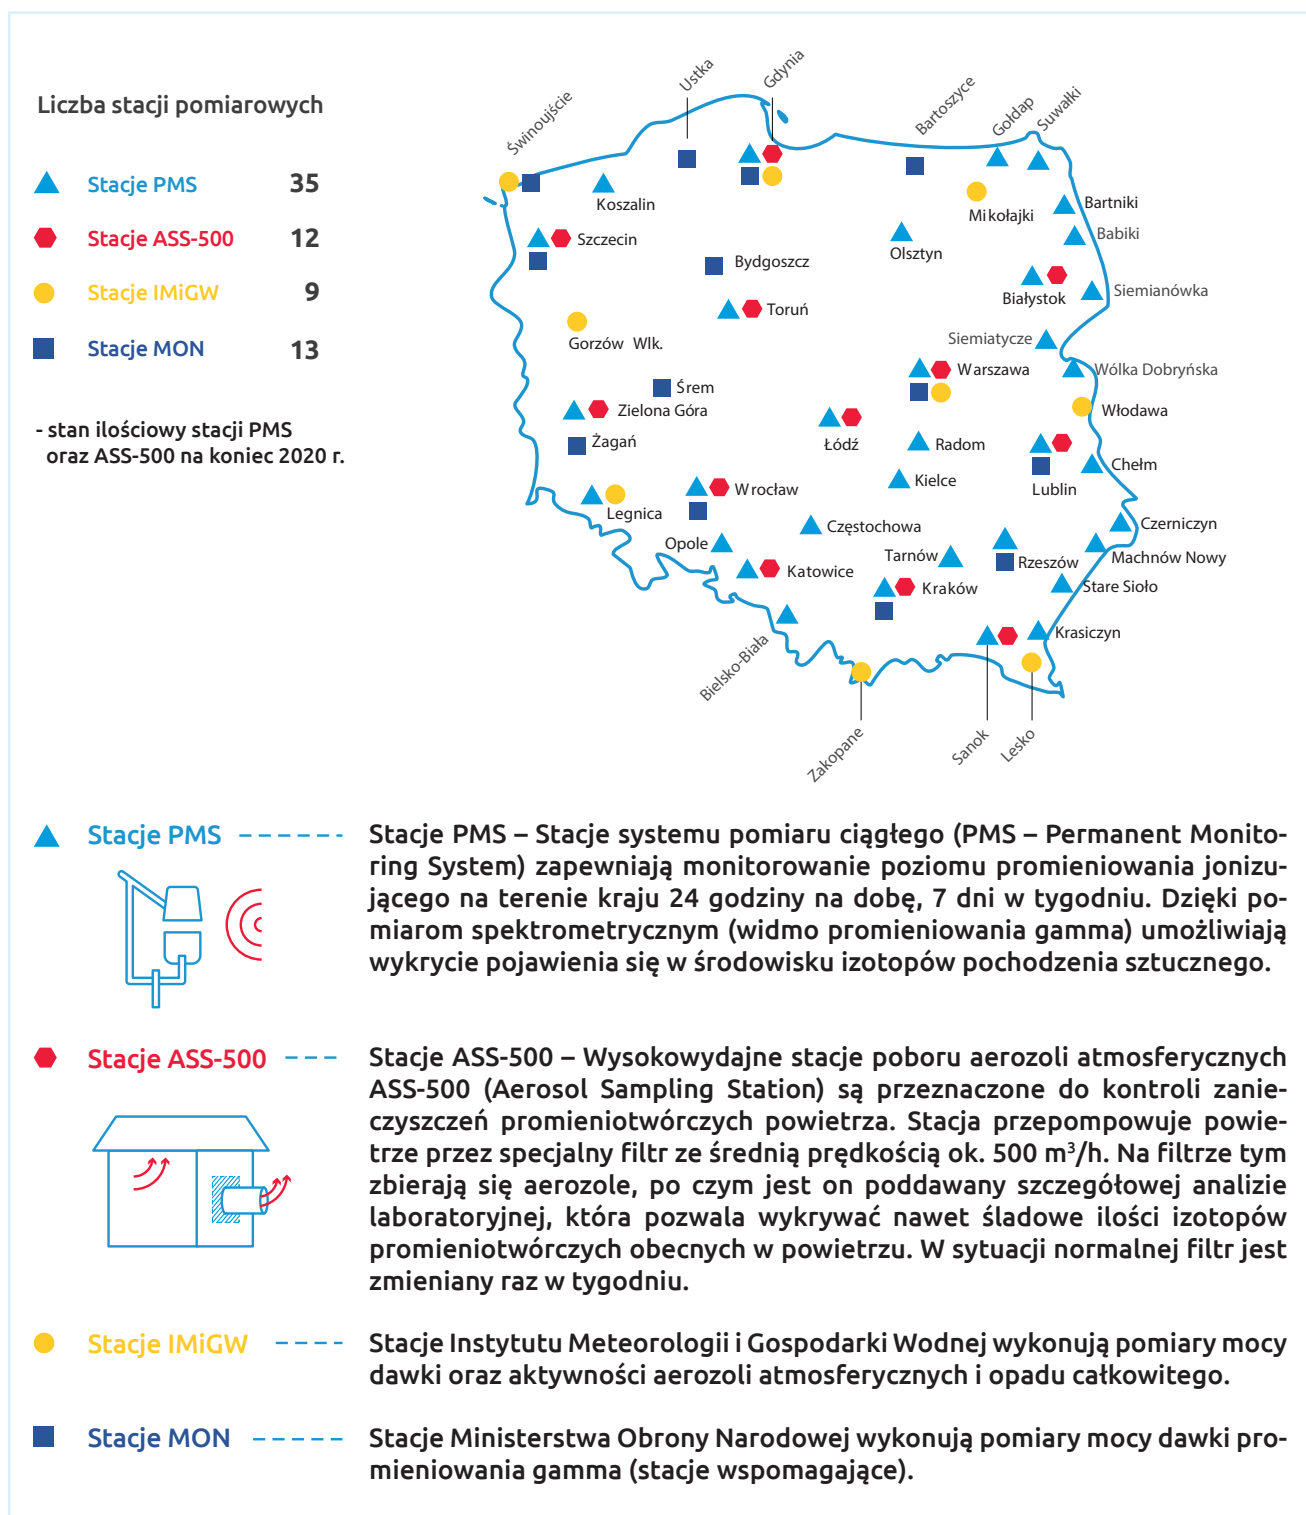 Liczba stacji pomiarowych
Stacje PMS 35
Stacje ASS-500 12
Stacje IMiGW 9
Stacje MON 13
- stan ilościowy stacji PMS
oraz ASS-500 na koniec 2020 r.
Świnoujście
Ustka
Gdynia
Bartoszyce
Gołdap
Suwałki
Koszalin
Mikołajki
Bartniki
Szczecin
Babiki
Olsztyn
Bydgoszcz
Białystok
Siemianówka
Toruń
Gorzów Wlk.
Siemiatycze
Warszawa
Wólka Dobryńska
Śrem
Zielona Góra
Włodawa
Żagań
Łódź
Radom
Chełm
Lublin
Kielce
Wrocław
Legnica
Częstochowa
Czerniczyn
Opole
Tarnów
Rzeszów
Machnów Nowy
Katowice
Kraków
Stare Sioło
Bielsko-Biała
Krasiczyn
Zakopane
Sanok
Lesko
Stacje PMS
Stacje PMS – Stacje systemu pomiaru ciągłego (PMS – Permanent Monito-
ring System) zapewniają monitorowanie poziomu promieniowania jonizu-
jącego na terenie kraju 24 godziny na dobę, 7 dni w tygodniu. Dzięki po-
miarom spektrometrycznym (widmo promieniowania gamma) umożliwiają
wykrycie pojawienia się w środowisku izotopów pochodzenia sztucznego.
Stacje ASS-500
Stacje ASS-500 – Wysokowydajne stacje poboru aerozoli atmosferycznych
ASS-500 (Aerosol Sampling Station) są przeznaczone do kontroli zanie-
czyszczeń promieniotwórczych powietrza. Stacja przepompowuje powie-
trze przez specjalny filtr ze średnią prędkością ok. 500 m³/h. Na filtrze tym
zbierają się aerozole, po czym jest on poddawany szczegółowej analizie
laboratoryjnej, która pozwala wykrywać nawet śladowe ilości izotopów
promieniotwórczych obecnych w powietrzu. W sytuacji normalnej filtr jest
zmieniany raz w tygodniu.
Stacje IMiGW
Stacje Instytutu Meteorologii i Gospodarki Wodnej wykonują pomiary mocy
dawki oraz aktywności aerozoli atmosferycznych i opadu całkowitego.
Stacje MON
Stacje Ministerstwa Obrony Narodowej wykonują pomiary mocy dawki pro-
mieniowania gamma (stacje wspomagające).